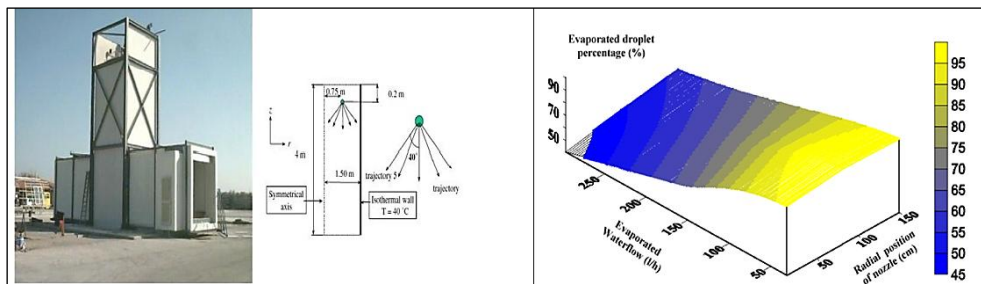 0.75 m
0.2 m
z
r
4 m
40°
trajectory 5
trajectory
1.50 m
Symmetrical
axis
Isothermal wall
T = 40 °C
Evaporated droplet
percentage (%)
90
70
50
250
200
150
100
50
Evaporated
Waterflow (l/h)
50
100
150
Radial position
of nozzle (cm)
95
90
85
80
75
70
65
60
55
50
45